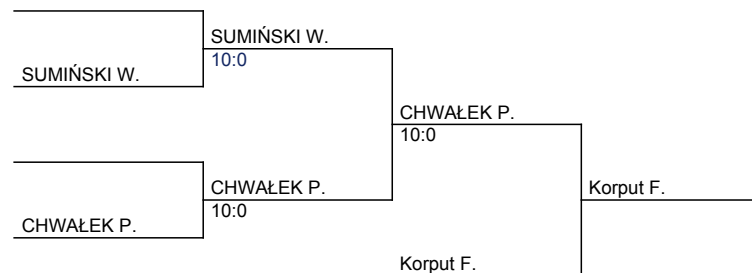 SUMIŃSKI W.
10:0
SUMIŃSKI W.
CHWAŁEK P.
10:0
CHWAŁEK P.
Korput F.
10:0
CHWAŁEK P.
Korput F.